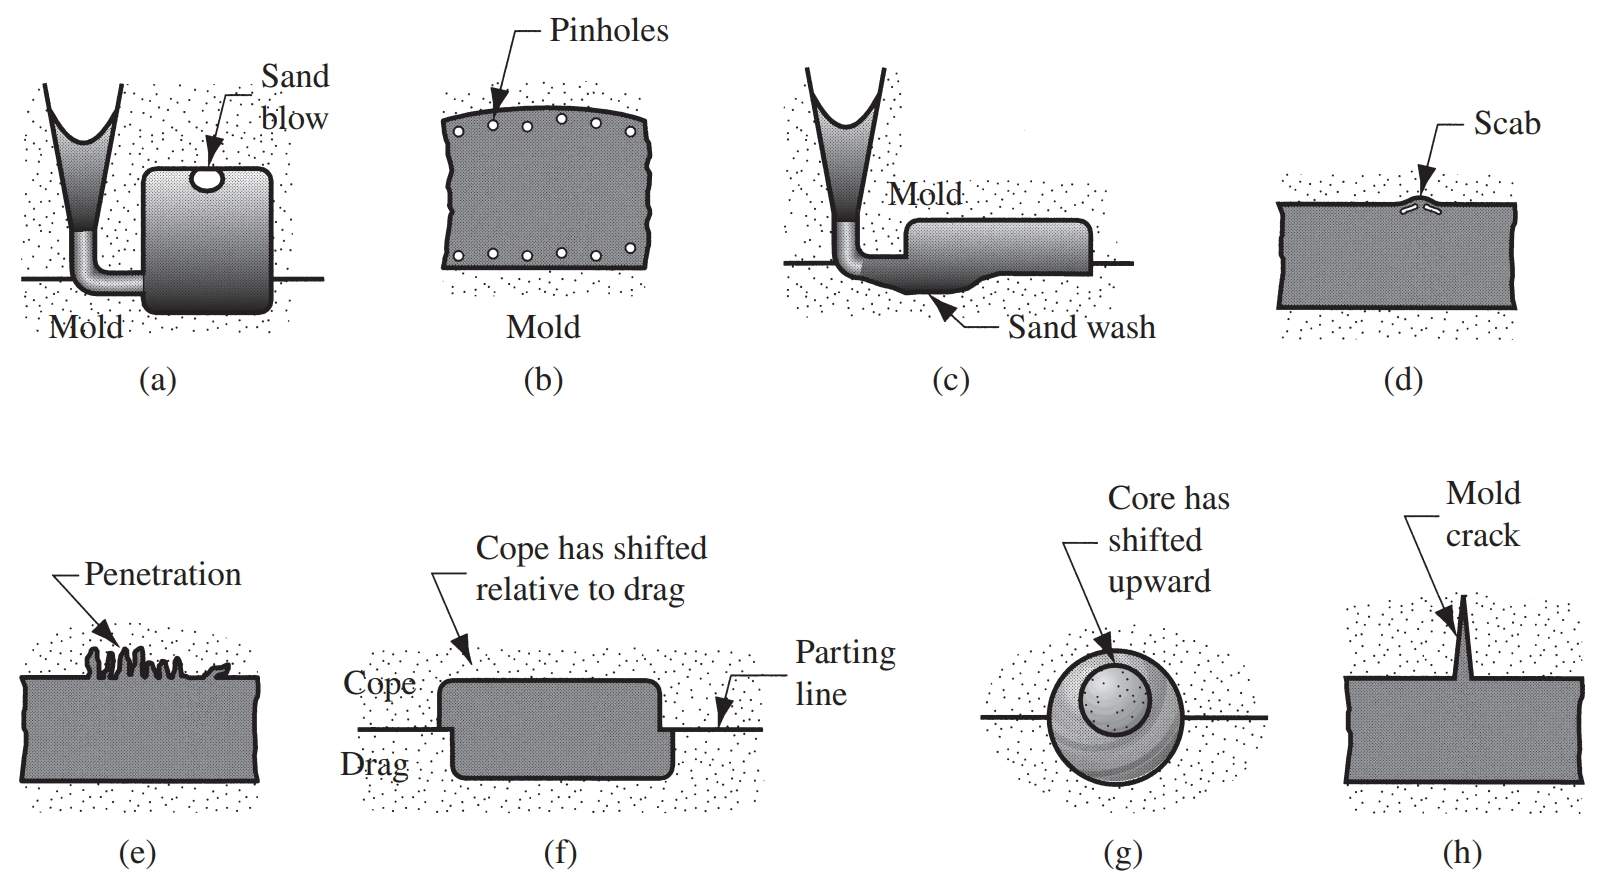 Sand
blow
Mold
(a)
Pinholes
Mold
(b)
Mold
Sand wash
(c)
Scab
(d)
Penetration
(e)
Cope has shifted
relative to drag
Cope
Drag
Parting
line
(f)
Core has
shifted
upward
(g)
Mold
crack
(h)